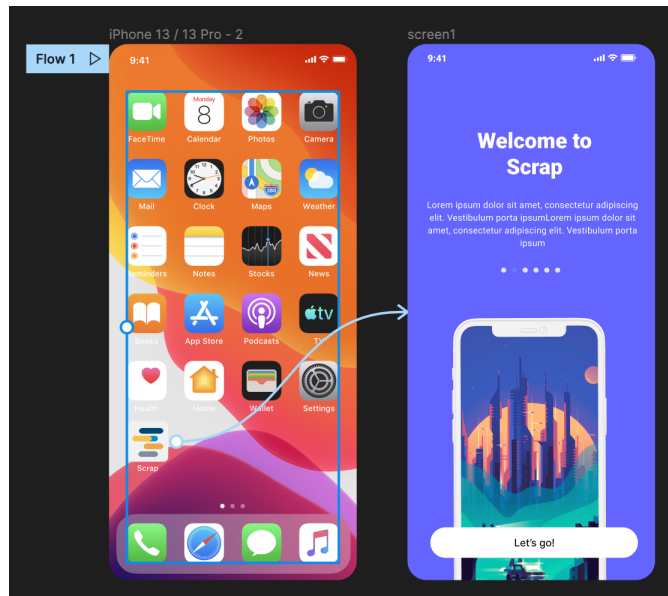 iPhone 13 / 13 Pro - 2
Flow 1
9:41
Monday
8
FaceTime Calendar Photos Camera
12
280
Mail Clock Maps Weather
Reminders Notes Stocks News
tv
Books App Store Podcasts TV
Health Home Wallet Settings
Scrap
screen1
9:41
Welcome to
Scrap
Lorem ipsum dolor sit amet, consectetur adipiscing
elit. Vestibulum porta ipsumLorem ipsum dolor sit
amet, consectetur adipiscing elit. Vestibulum porta
ipsum
Let's go!